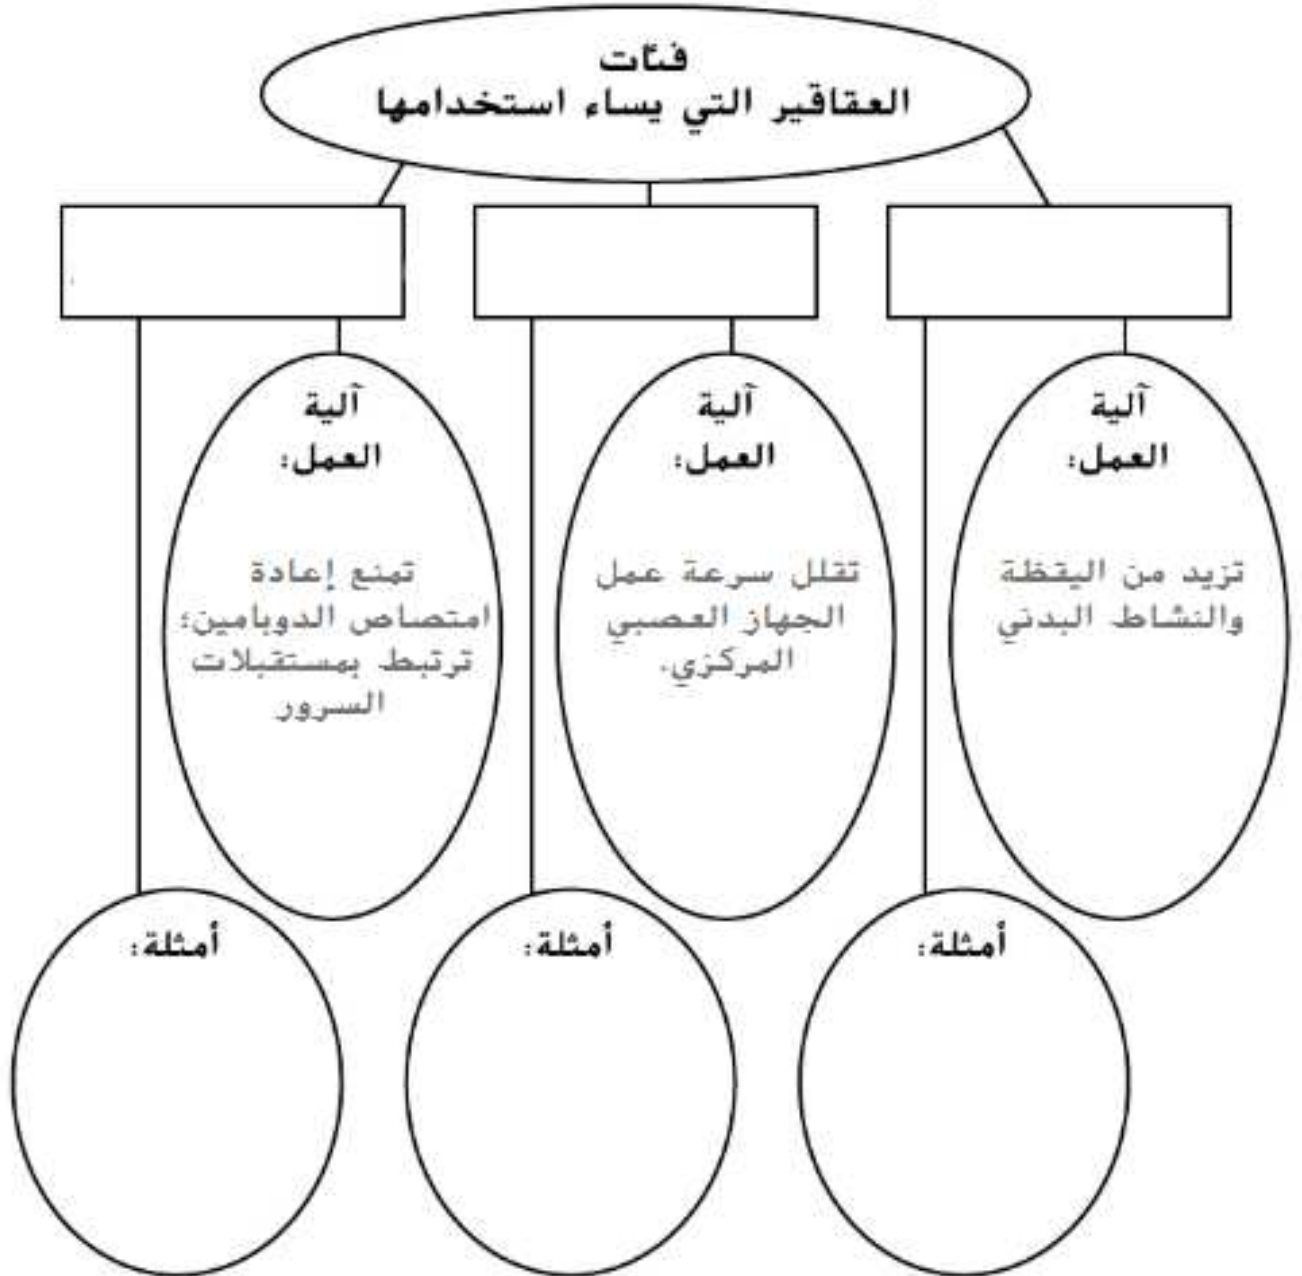 فئات
العقاقير التي يساء استخدامها
آلية
العمل:
تزيد من اليقظة
والنشاط البدني
أمثلة:
آلية
العمل:
تقلل سرعة عمل
الجهاز العصبي
المركزي.
أمثلة:
آلية
العمل:
تمنع إعادة
امتصاص الدوبامين؛
ترتبط بمستقبلات
السرور
أمثلة: